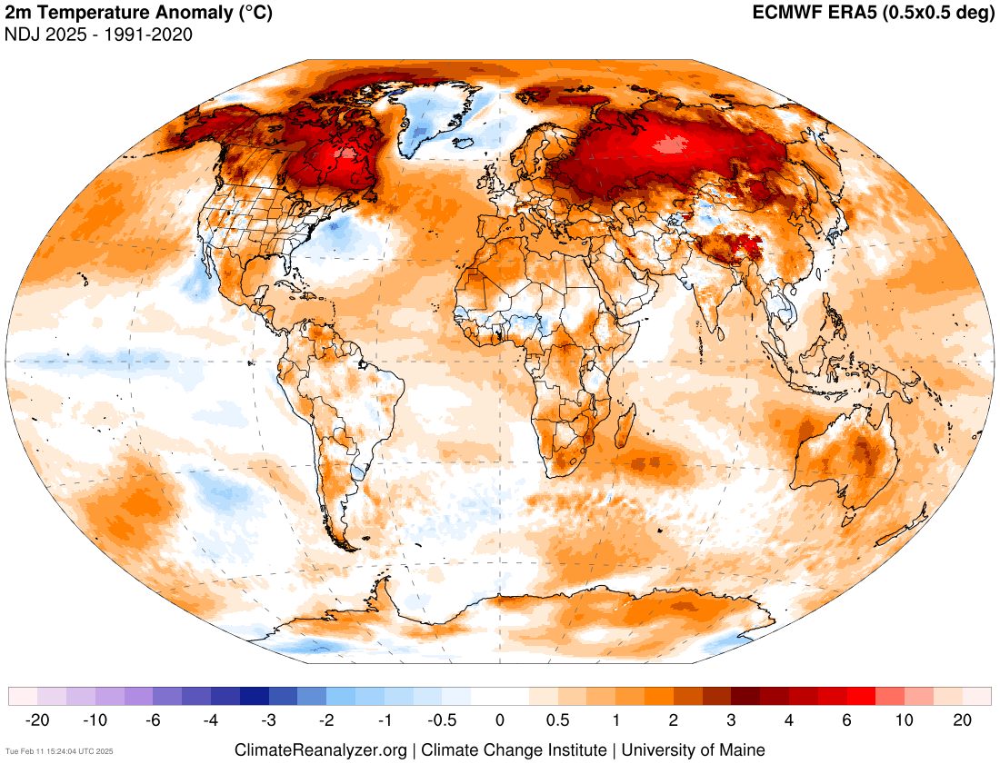 2m Temperature Anomaly (°C)
ECMWF ERA5 (0.5x0.5 deg)
NDJ 2025 - 1991-2020
-20 -10 -6 -4 -3 -2 -1 -0.5 0 0.5 1 2 3 4 6 10 20
Tue Feb 11 15:24:04 UTC 2025
ClimateReanalyzer.org | Climate Change Institute | University of Maine